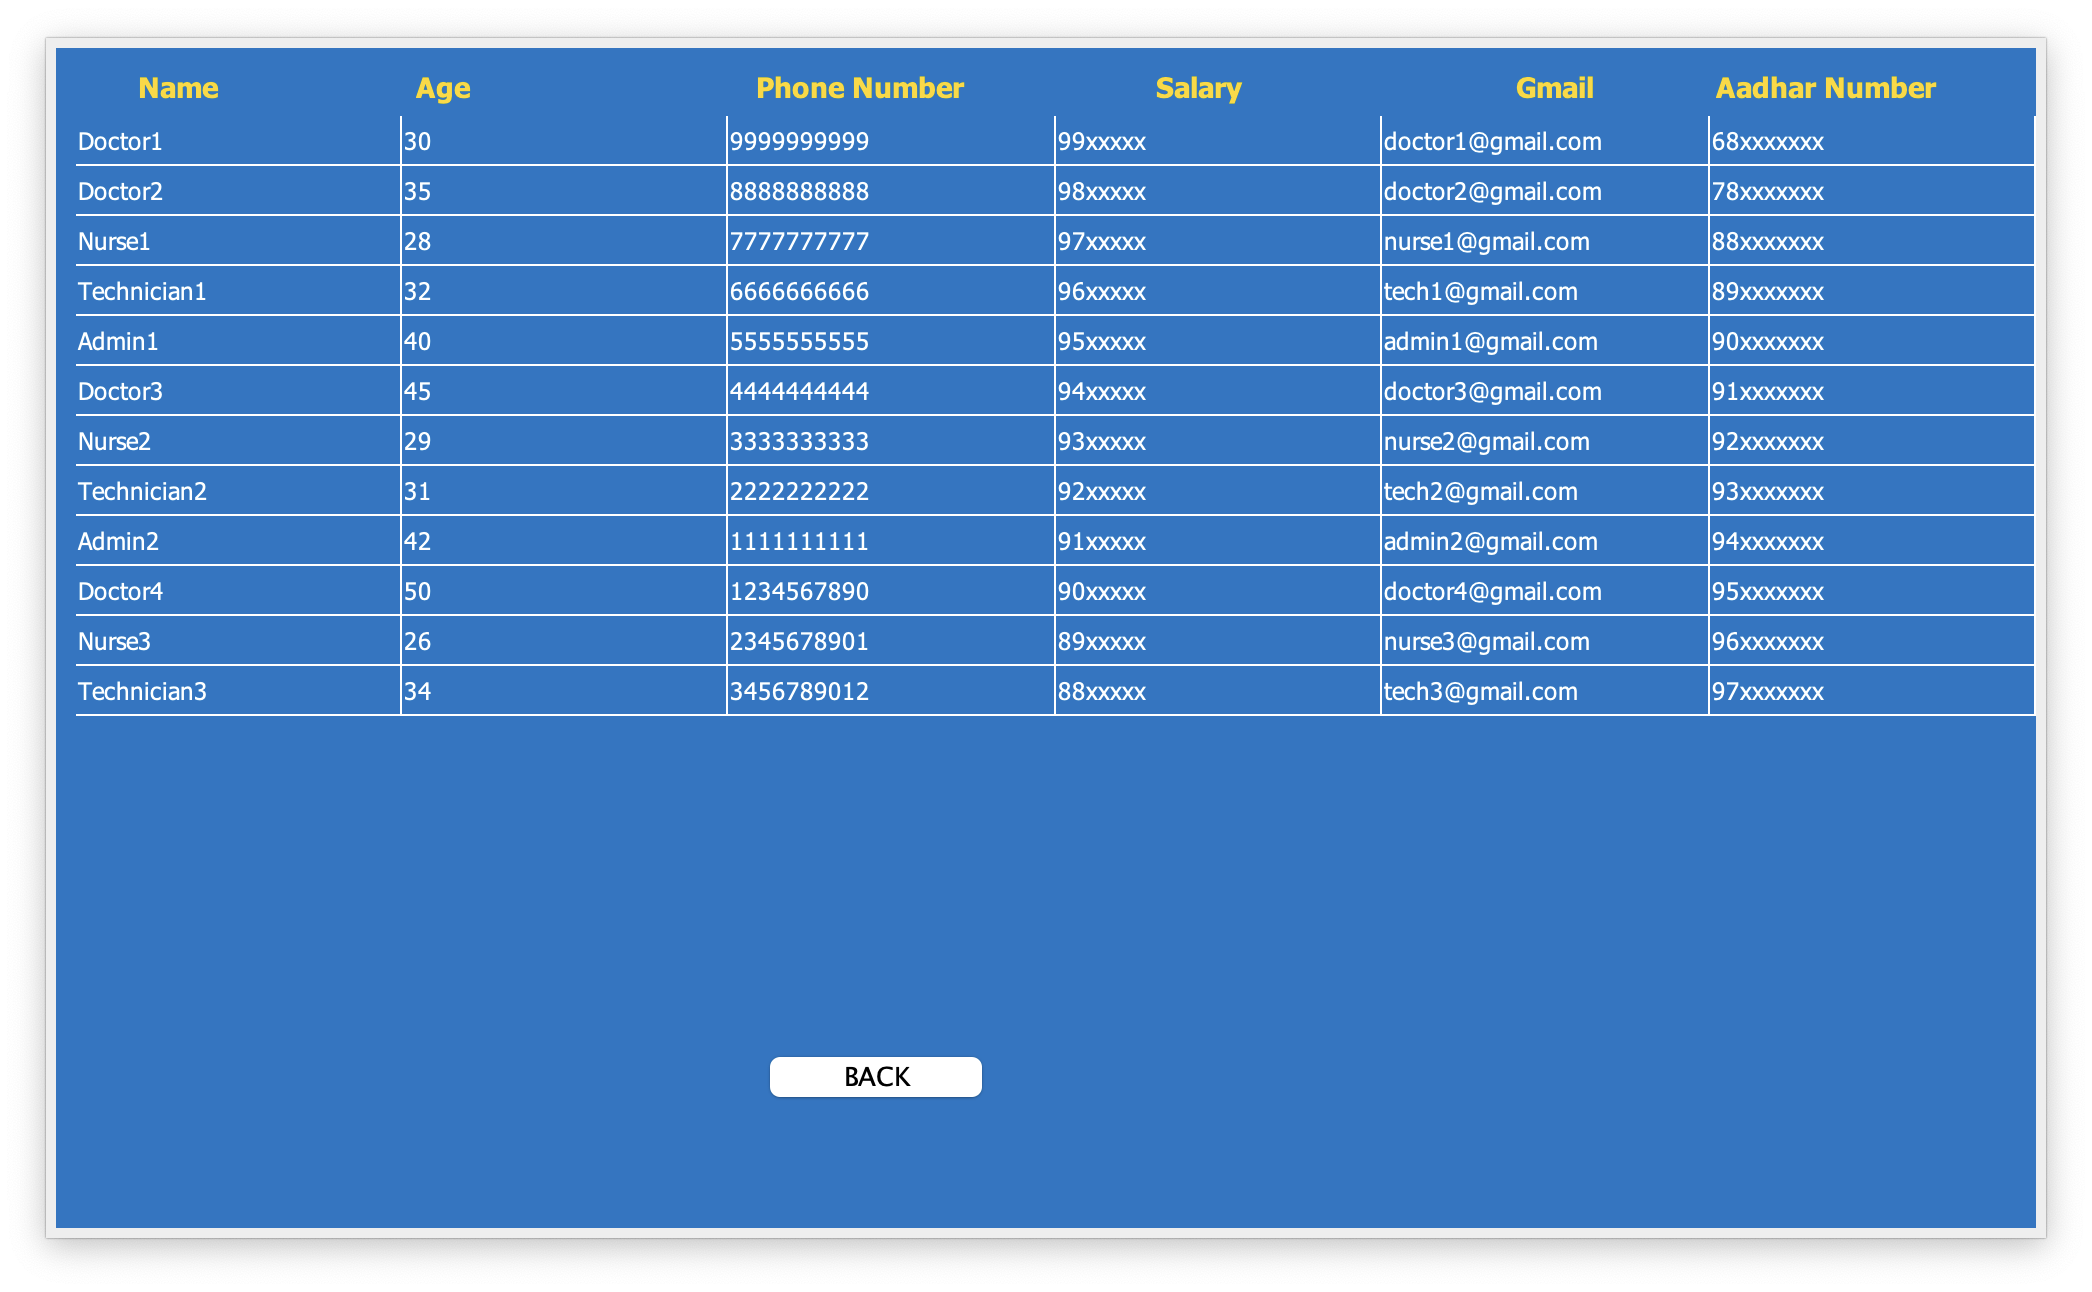 Name Age Phone Number Salary Gmail Aadhar Number
Doctor1 30 9999999999 99xxxxx doctor1@gmail.com 68xxxxxxx
Doctor2 35 8888888888 98xxxxx doctor2@gmail.com 78xxxxxxx
Nurse1 28 7777777777 97xxxxx nurse1@gmail.com 88xxxxxxx
Technician1 32 6666666666 96xxxxx tech1@gmail.com 89xxxxxxx
Admin1 40 5555555555 95xxxxx admin1@gmail.com 90xxxxxxx
Doctor3 45 4444444444 94xxxxx doctor3@gmail.com 91xxxxxxx
Nurse2 29 3333333333 93xxxxx nurse2@gmail.com 92xxxxxxx
Technician2 31 2222222222 92xxxxx tech2@gmail.com 93xxxxxxx
Admin2 42 1111111111 91xxxxx admin2@gmail.com 94xxxxxxx
Doctor4 50 1234567890 90xxxxx doctor4@gmail.com 95xxxxxxx
Nurse3 26 2345678901 89xxxxx nurse3@gmail.com 96xxxxxxx
Technician3 34 3456789012 88xxxxx tech3@gmail.com 97xxxxxxx
BACK